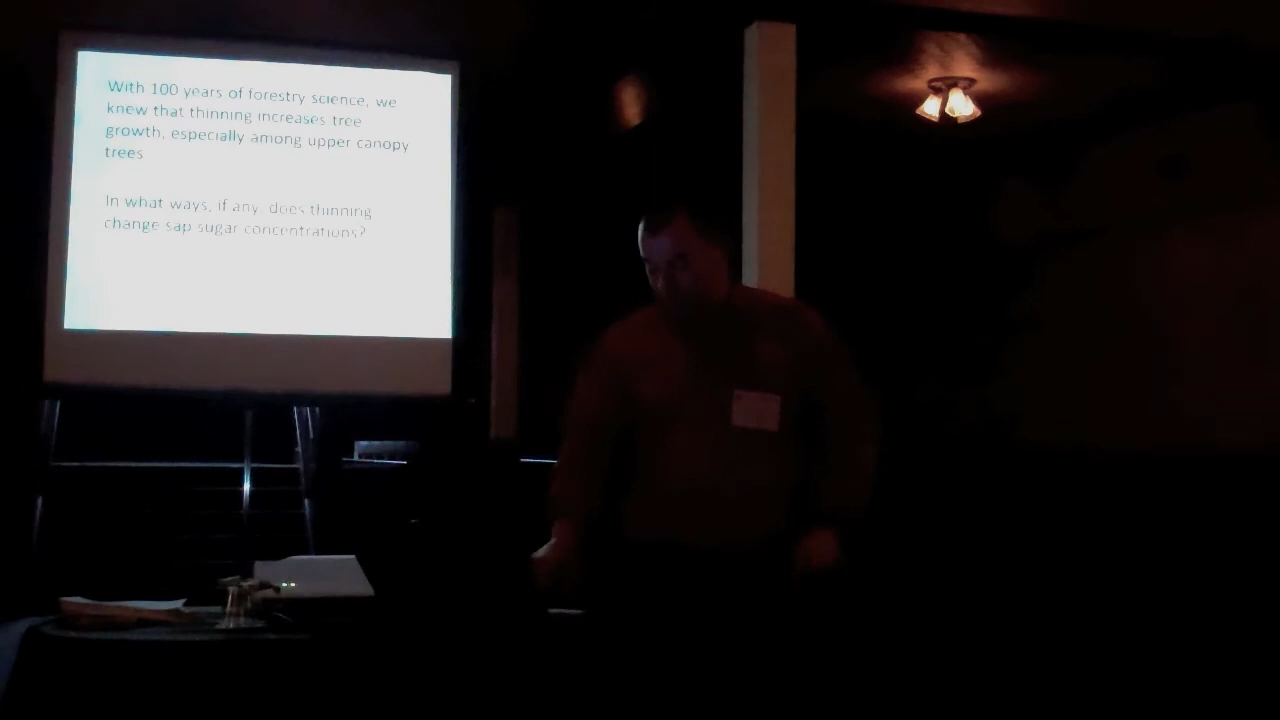 With 100 years of forestry science, we
knew that thinning increases tree
growth, especially among upper canopy
trees
In what ways, if any, does thinning
change sap sugar concentrations?